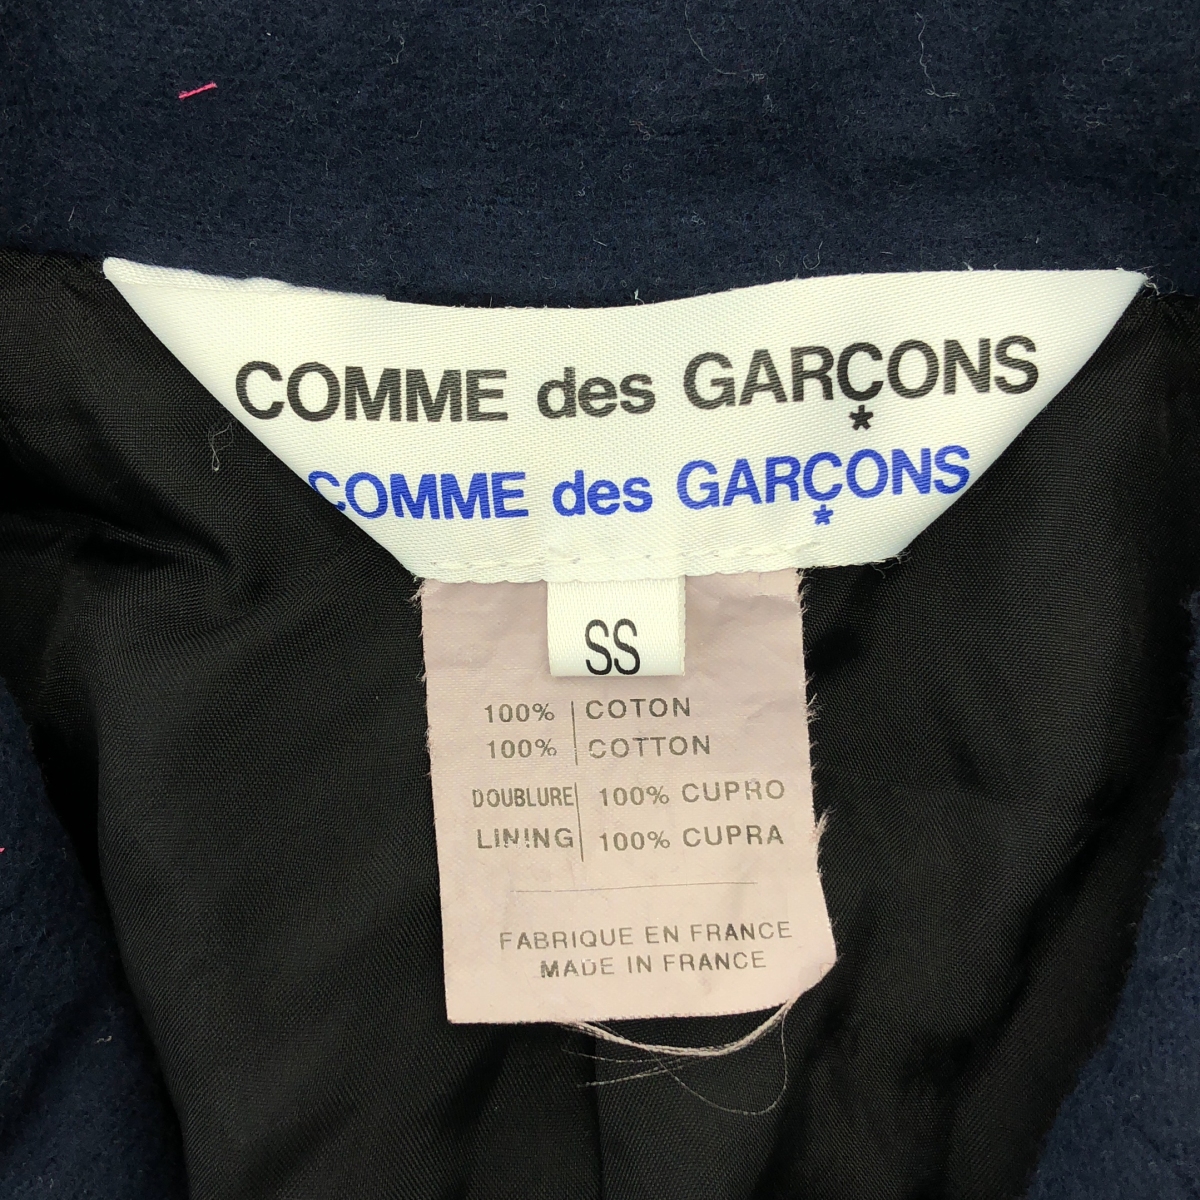 COMME des GARÇONS
*
COMME des GARÇONS
*
SS
100% COTON
100% COTTON
DOUBLURE 100% CUPRO
LINING 100% CUPRA
FABRIQUE EN FRANCE
MADE IN FRANCE